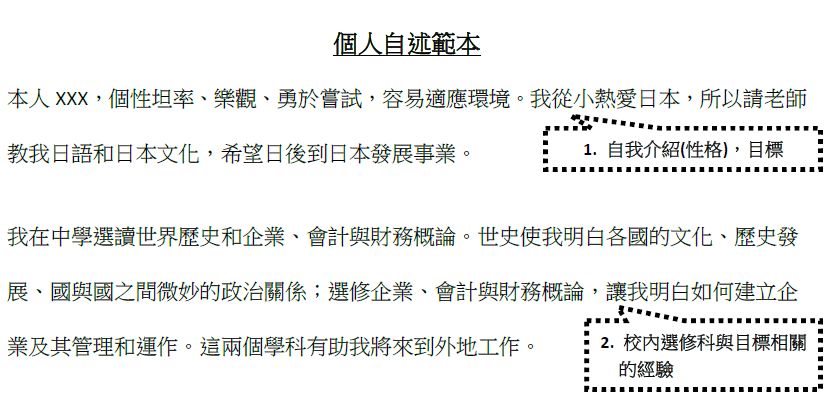 個人自述範本
本人 XXX，個性坦率、樂觀、勇於嘗試，容易適應環境。我從小熱愛日本，所以請老師
教我日語和日本文化，希望日後到日本發展事業。
1. 自我介紹(性格)，目標
我在中學選讀世界歷史和企業、會計與財務概論。世史使我明白各國的文化、歷史發
展、國與國之間微妙的政治關係；選修企業、會計與財務概論，讓我明白如何建立企
業及其管理和運作。這兩個學科有助我將來到外地工作。
2. 校內選修科與目標相關
的經驗